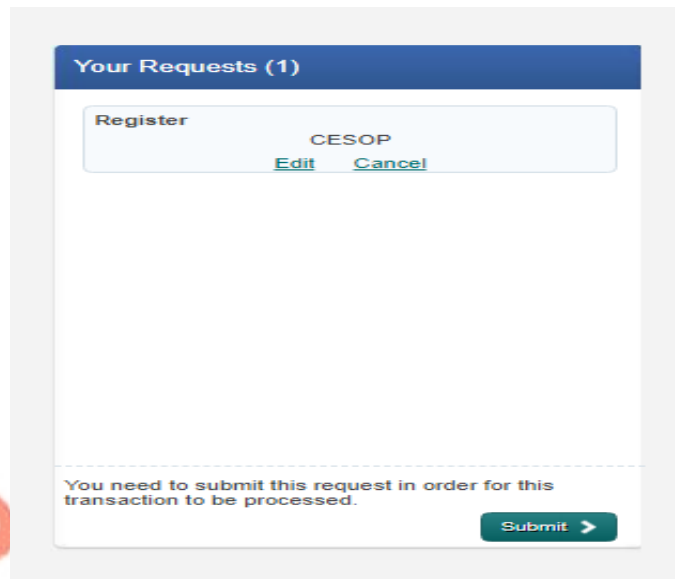 Your Requests (1)
Register
CESOP
Edit Cancel
You need to submit this request in order for this
transaction to be processed.
Submit